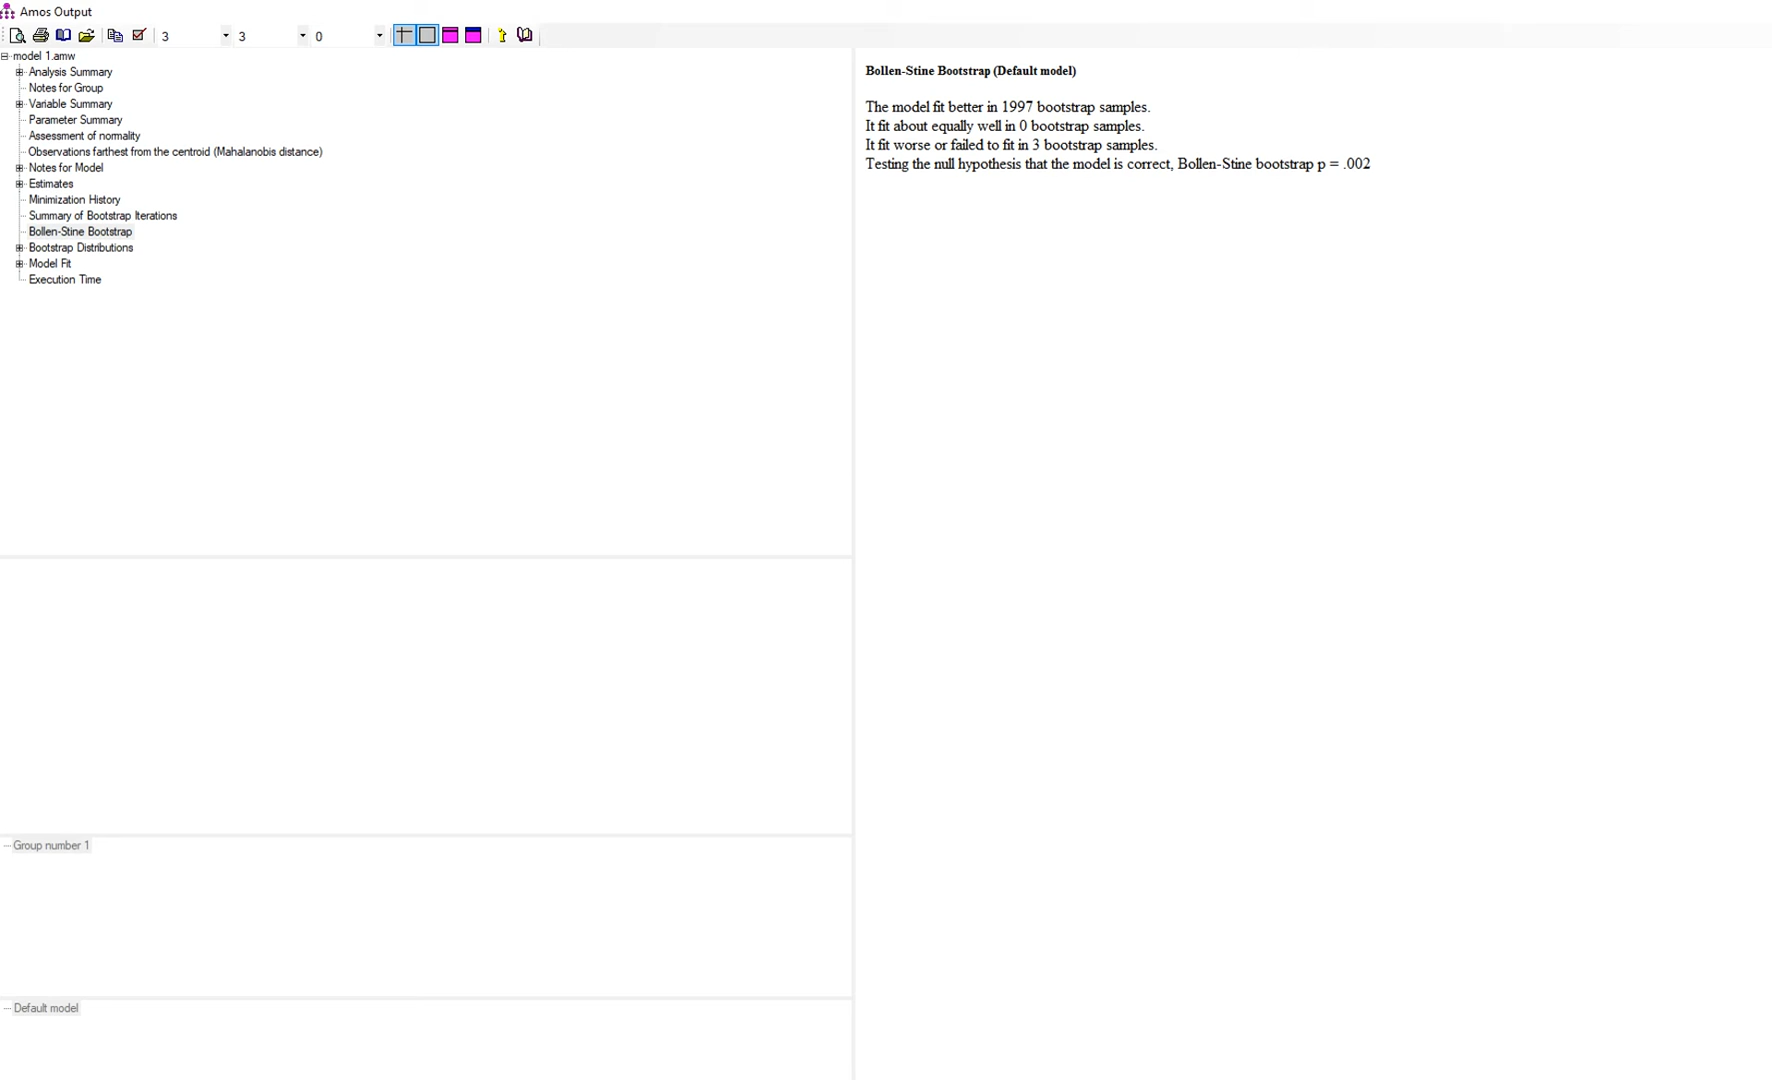 Amos Output
3 3 0
model 1.amw
Analysis Summary
Notes for Group
Variable Summary
Parameter Summary
Assessment of normality
Observations farthest from the centroid (Mahalanobis distance)
Notes for Model
Estimates
Minimization History
Summary of Bootstrap Iterations
Bollen-Stine Bootstrap
Bootstrap Distributions
Model Fit
Execution Time
Group number 1
Default model
Bollen-Stine Bootstrap (Default model)
The model fit better in 1997 bootstrap samples.
It fit about equally well in 0 bootstrap samples.
It fit worse or failed to fit in 3 bootstrap samples.
Testing the null hypothesis that the model is correct, Bollen-Stine bootstrap p = .002